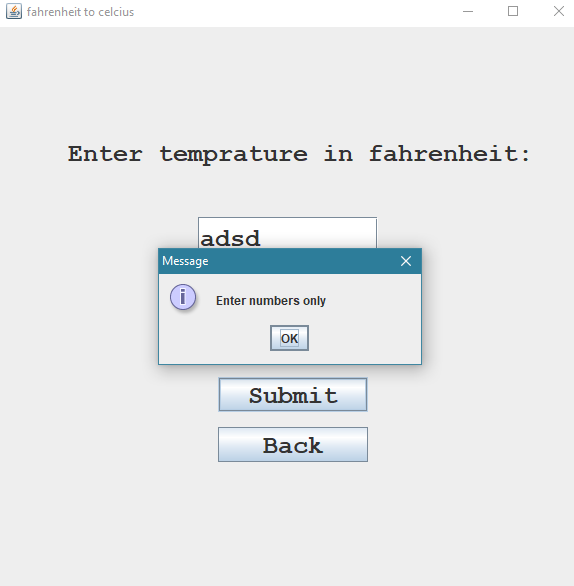 fahrenheit to celcius
Enter temprature in fahrenheit:
adsd
Message
Enter numbers only
OK
Submit
Back